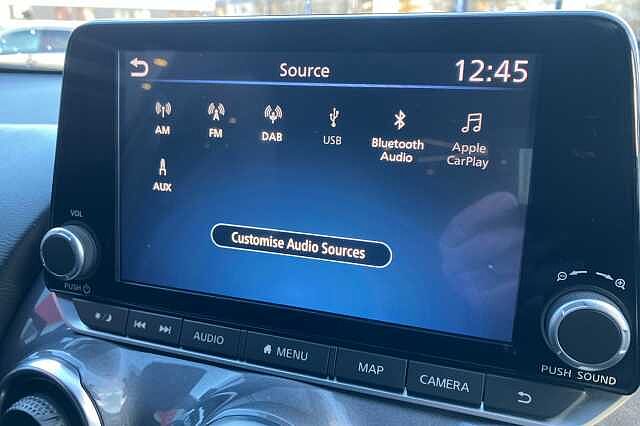 Source
12:45
AM
FM
DAB
USB
Bluetooth
Audio
Apple
CarPlay
AUX
Customise Audio Sources
VOL
PUSH
AUDIO
MENU
MAP
CAMERA
PUSH SOUND